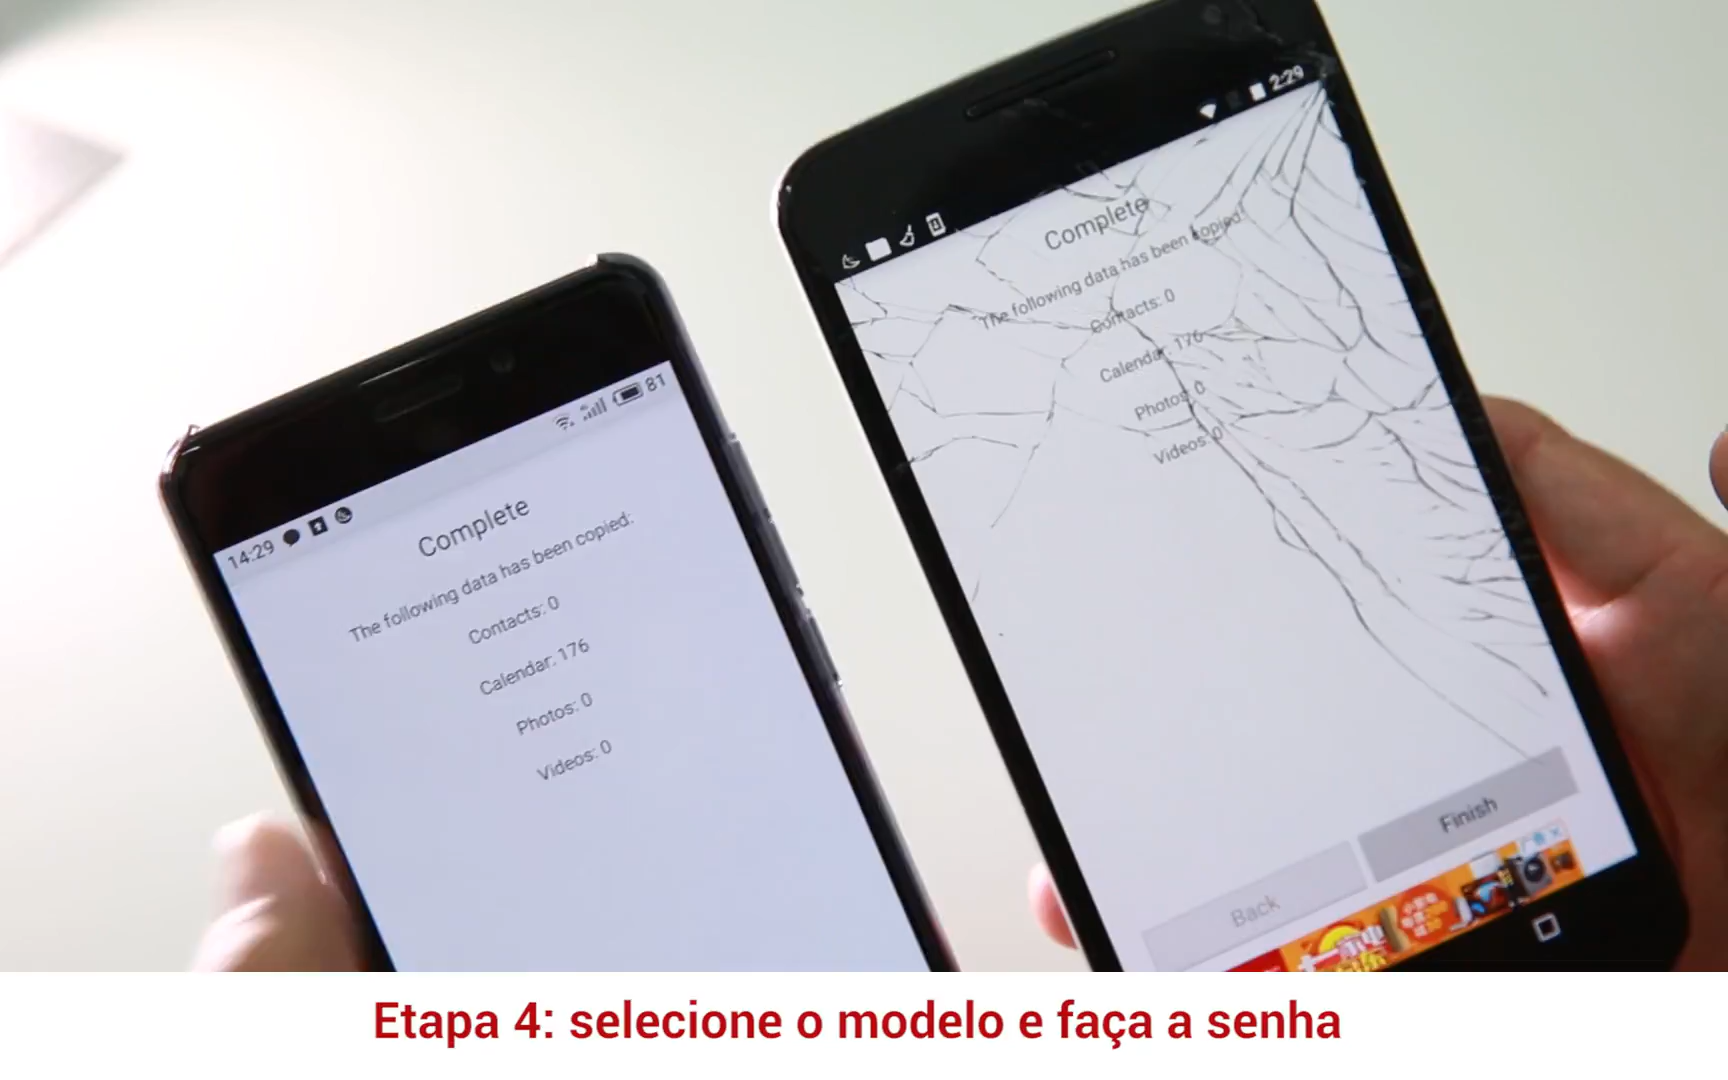 14:29
81
Complete
The following data has been copied:
Contacts: 0
Calendar: 176
Photos: 0
Videos: 0
2:29
Complete
The following data has been copied!
Contacts: 0
Calendar: 176
Photos: 0
Videos: 0
Finish
Back
Etapa 4: selecione o modelo e faça a senha